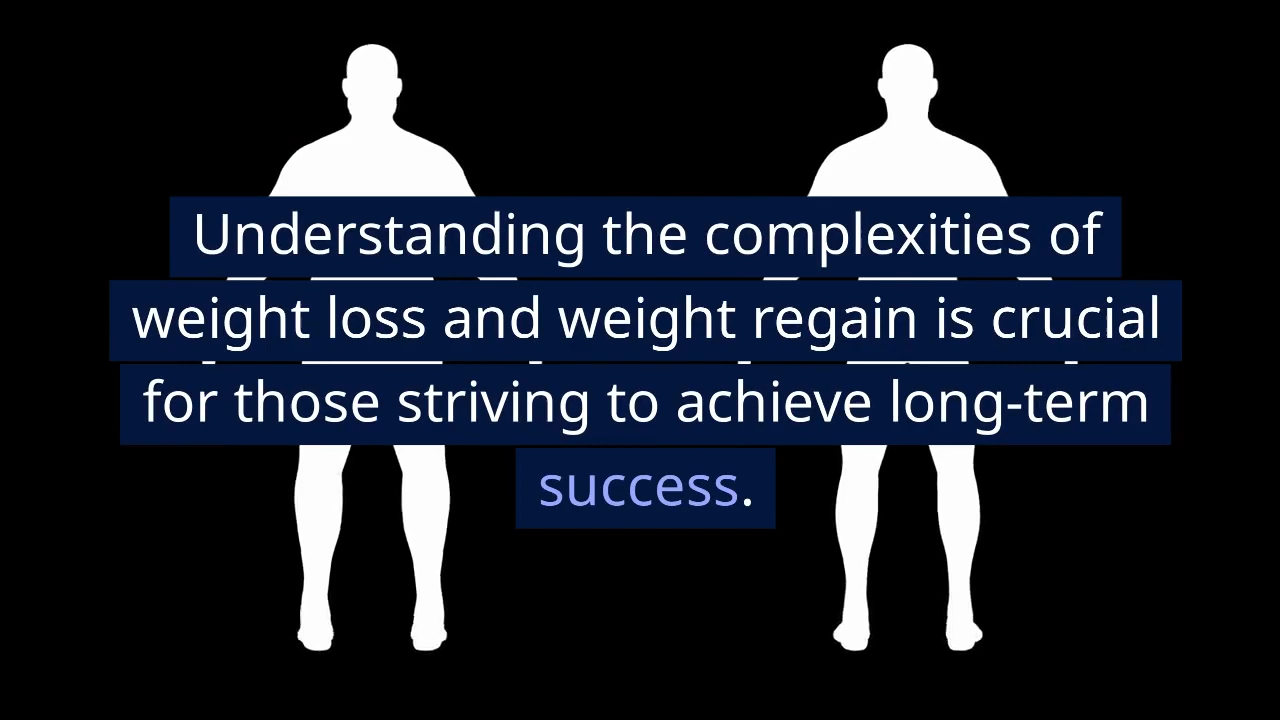 Understanding the complexities of
weight loss and weight regain is crucial
for those striving to achieve long-term
success.